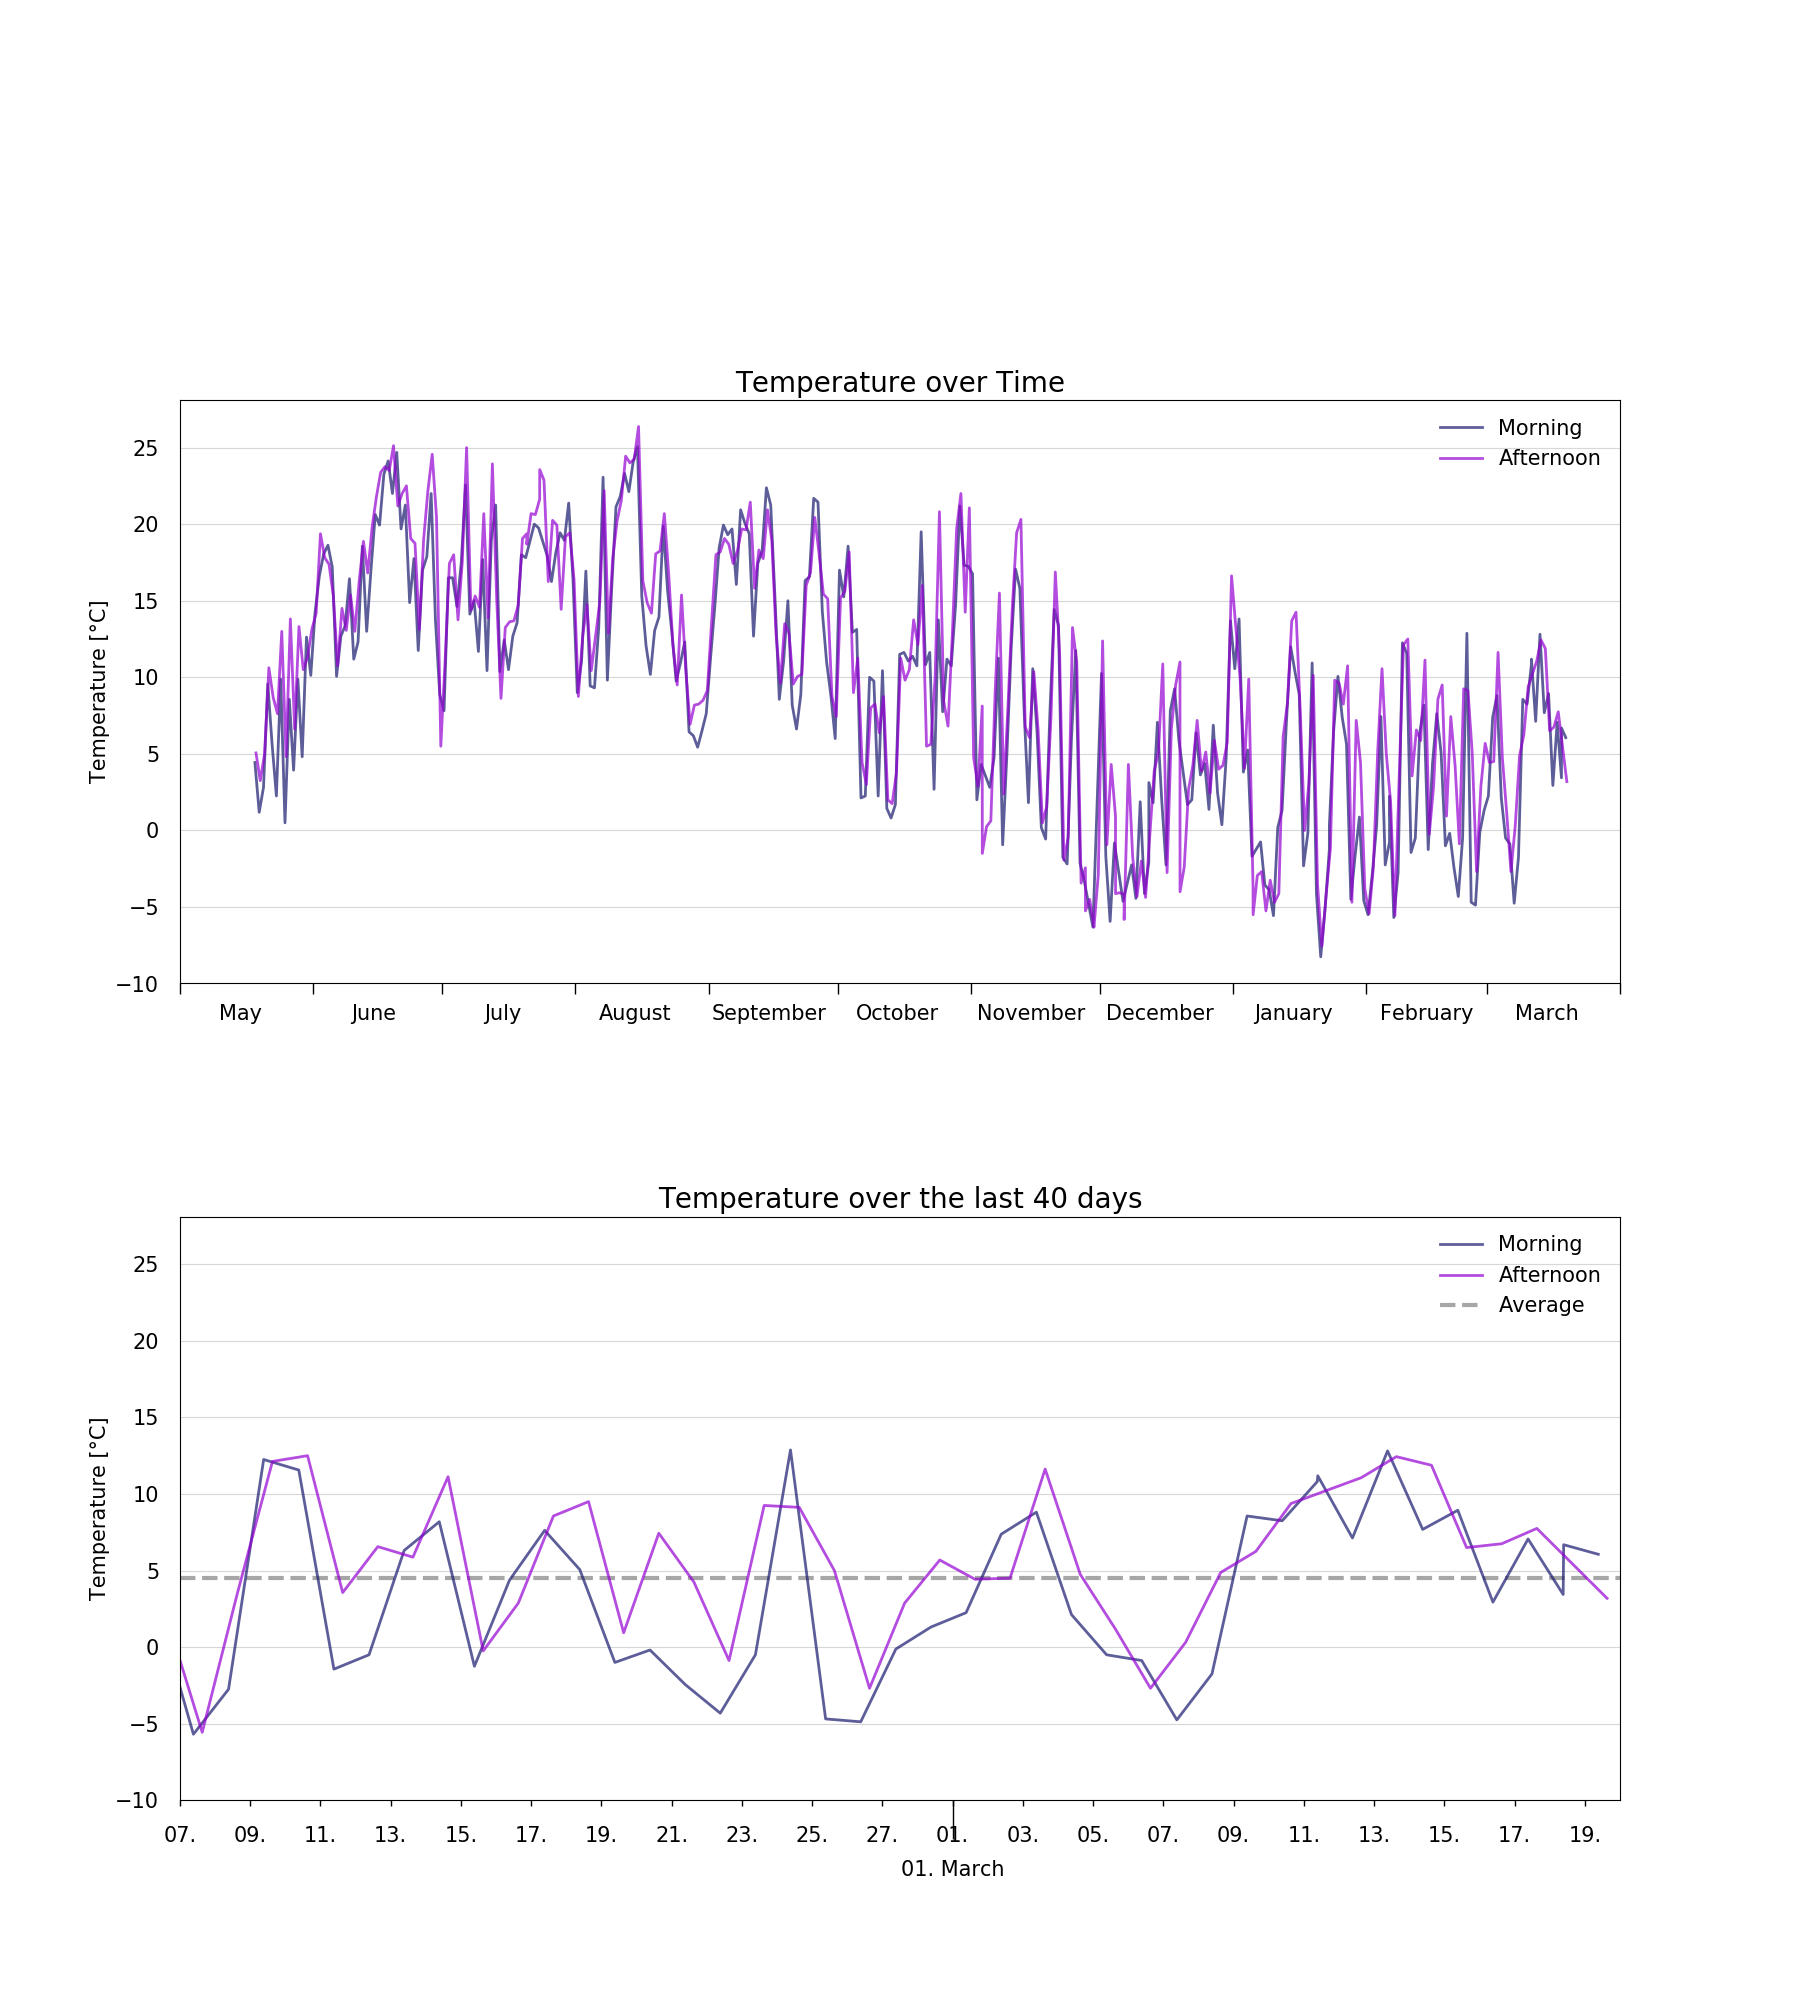 Temperature over Time
Morning
Afternoon
Temperature [°C]
25
20
15
10
5
0
−5
−10
May June July August September October November December January February March
Temperature over the last 40 days
Morning
Afternoon
Average
Temperature [°C]
25
20
15
10
5
0
−5
−10
07. 09. 11. 13. 15. 17. 19. 21. 23. 25. 27. 01. 03. 05. 07. 09. 11. 13. 15. 17. 19.
01. March